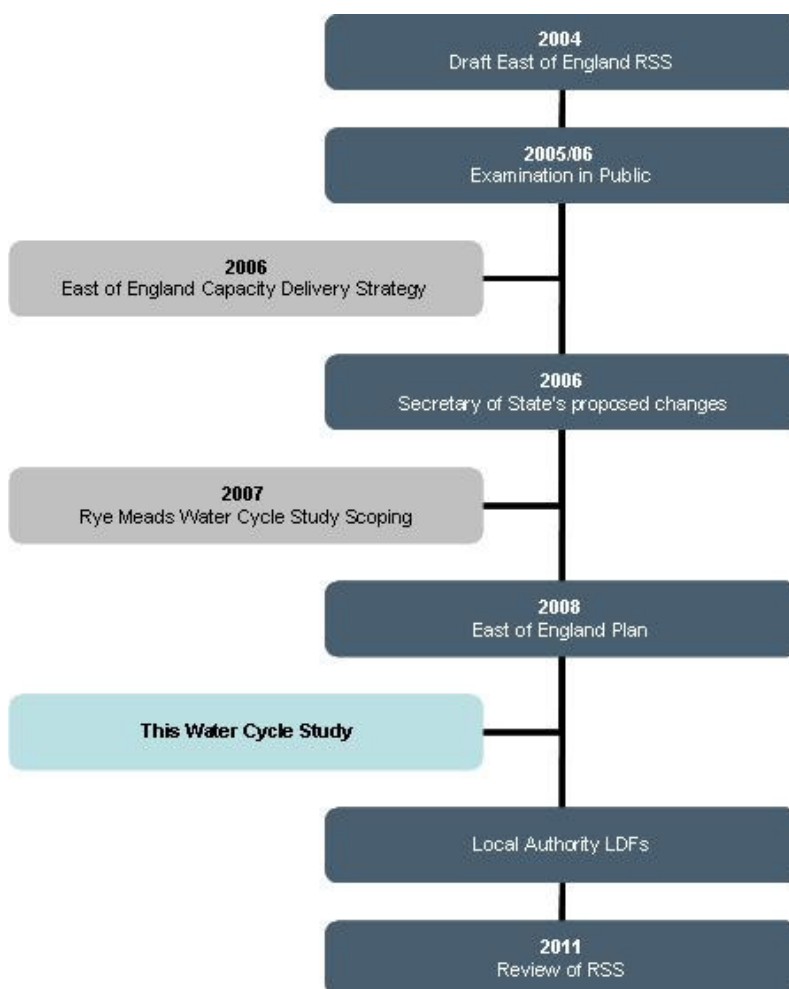 2004
Draft East of England RSS
2005/06
Examination in Public
2006
East of England Capacity Delivery Strategy
2006
Secretary of State's proposed changes
2007
Rye Meads Water Cycle Study Scoping
2008
East of England Plan
This Water Cycle Study
Local Authority LDFs
2011
Review of RSS